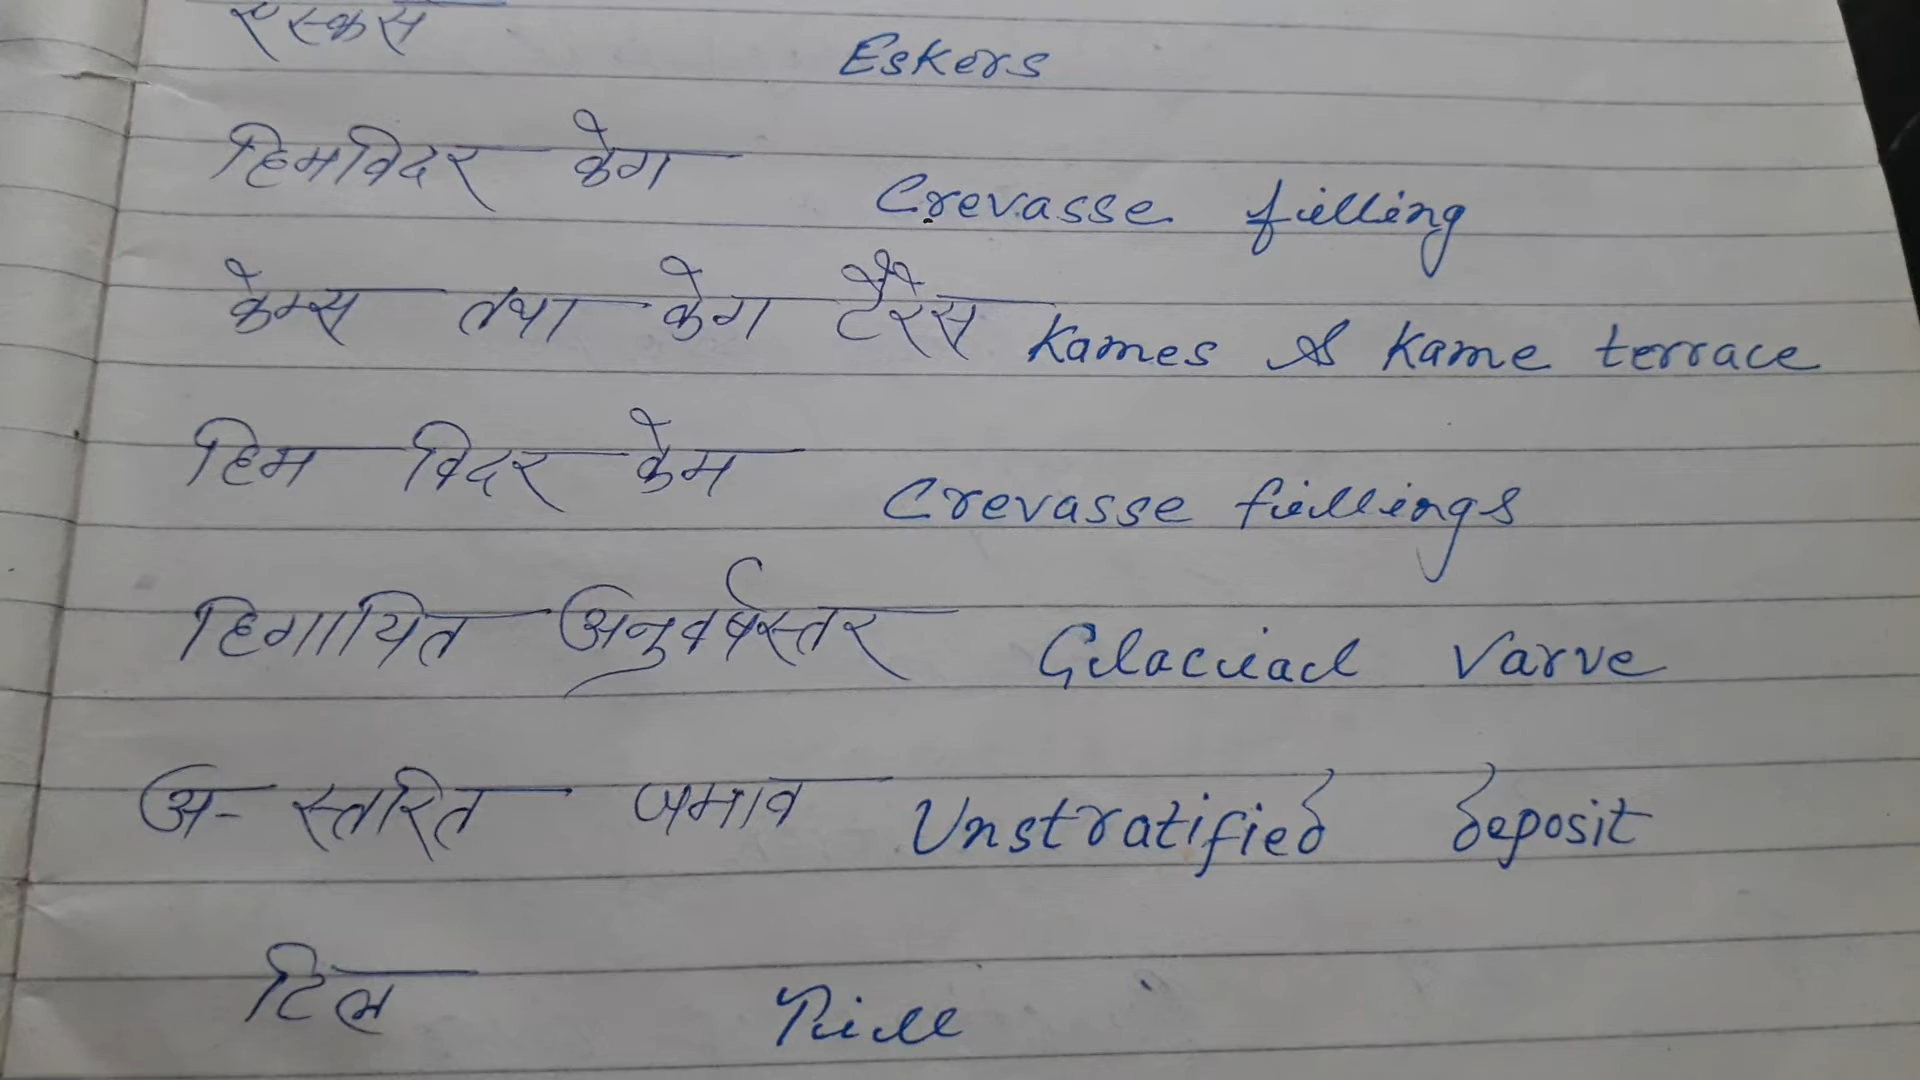 एस्कर्स Eskers
हिमविदर केग Crevasse filling
केम्स तथा केग टैरेस Kames & Kame terrace
हिम विदर केम Crevasse fillings
हिगायित अनुवर्षस्तर Glacial Varve
अ- स्तरित जमाव Unstratified deposit
टिल Till